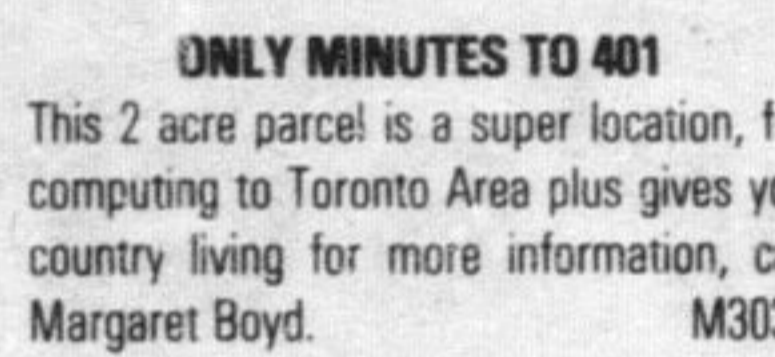 ONLY MINUTES TO 401
This 2 acre parcel is a super location,
computing to Toronto Area plus gives
country living for more information,
Margaret Boyd.